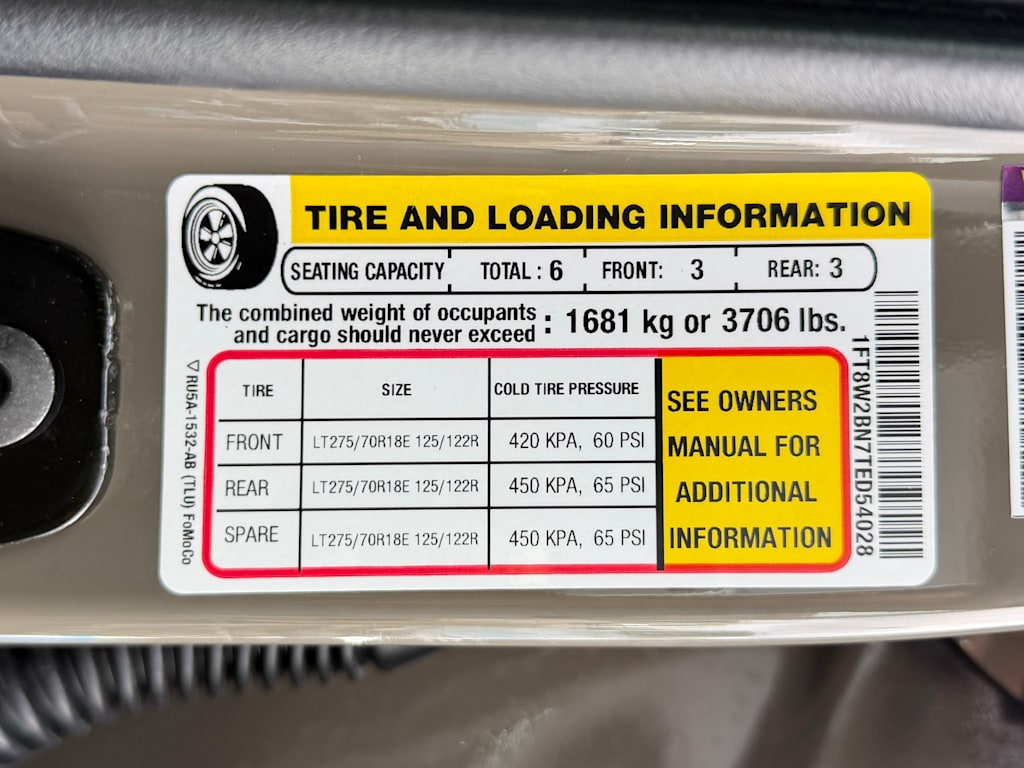 TIRE AND LOADING INFORMATION
SEATING CAPACITY TOTAL : 6 FRONT: 3 REAR: 3
The combined weight of occupants
and cargo should never exceed : 1681 kg or 3706 lbs.
TIRE SIZE COLD TIRE PRESSURE
FRONT LT275/70R18E 125/122R 420 KPA, 60 PSI
REAR LT275/70R18E 125/122R 450 KPA, 65 PSI
SPARE LT275/70R18E 125/122R 450 KPA, 65 PSI
SEE OWNERS
MANUAL FOR
ADDITIONAL
INFORMATION
RU5A-1532-AB (TLU) FoMoCo
1FT8W2BN7TED54028